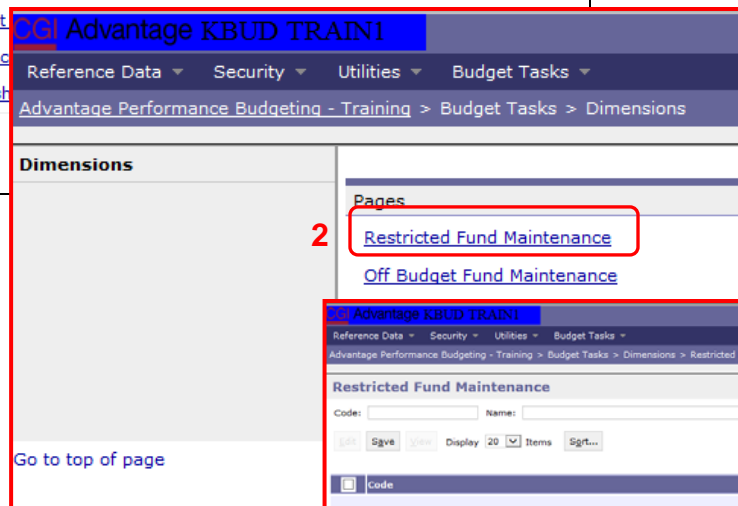 CGI Advantage KBUD TRAIN1
Reference Data Security Utilities Budget Tasks
Advantage Performance Budgeting - Training > Budget Tasks > Dimensions
Dimensions
Pages
2
Restricted Fund Maintenance
Off Budget Fund Maintenance
Go to top of page
CGI Advantage KBUD TRAIN1
Reference Data Security Utilities Budget Tasks
Advantage Performance Budgeting - Training > Budget Tasks > Dimensions > Restricted
Restricted Fund Maintenance
Code: Name:
Edit Save View Display 20 Items Sort...
Code